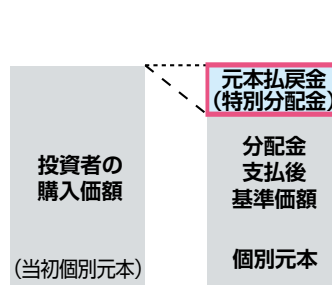 投資者の
購入価額
（当初個別元本）
元本払戻金
（特別分配金）
分配金
支払後
基準価額
個別元本